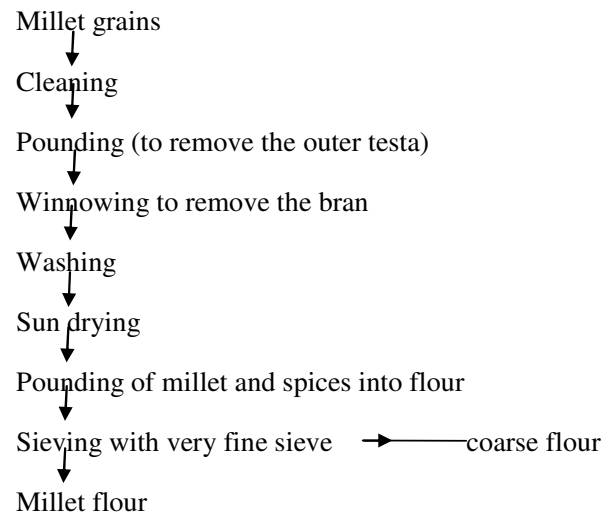 Millet grains
Cleaning
Pounding (to remove the outer testa)
Winnowing to remove the bran
Washing
Sun drying
Pounding of millet and spices into flour
Sieving with very fine sieve coarse flour
Millet flour